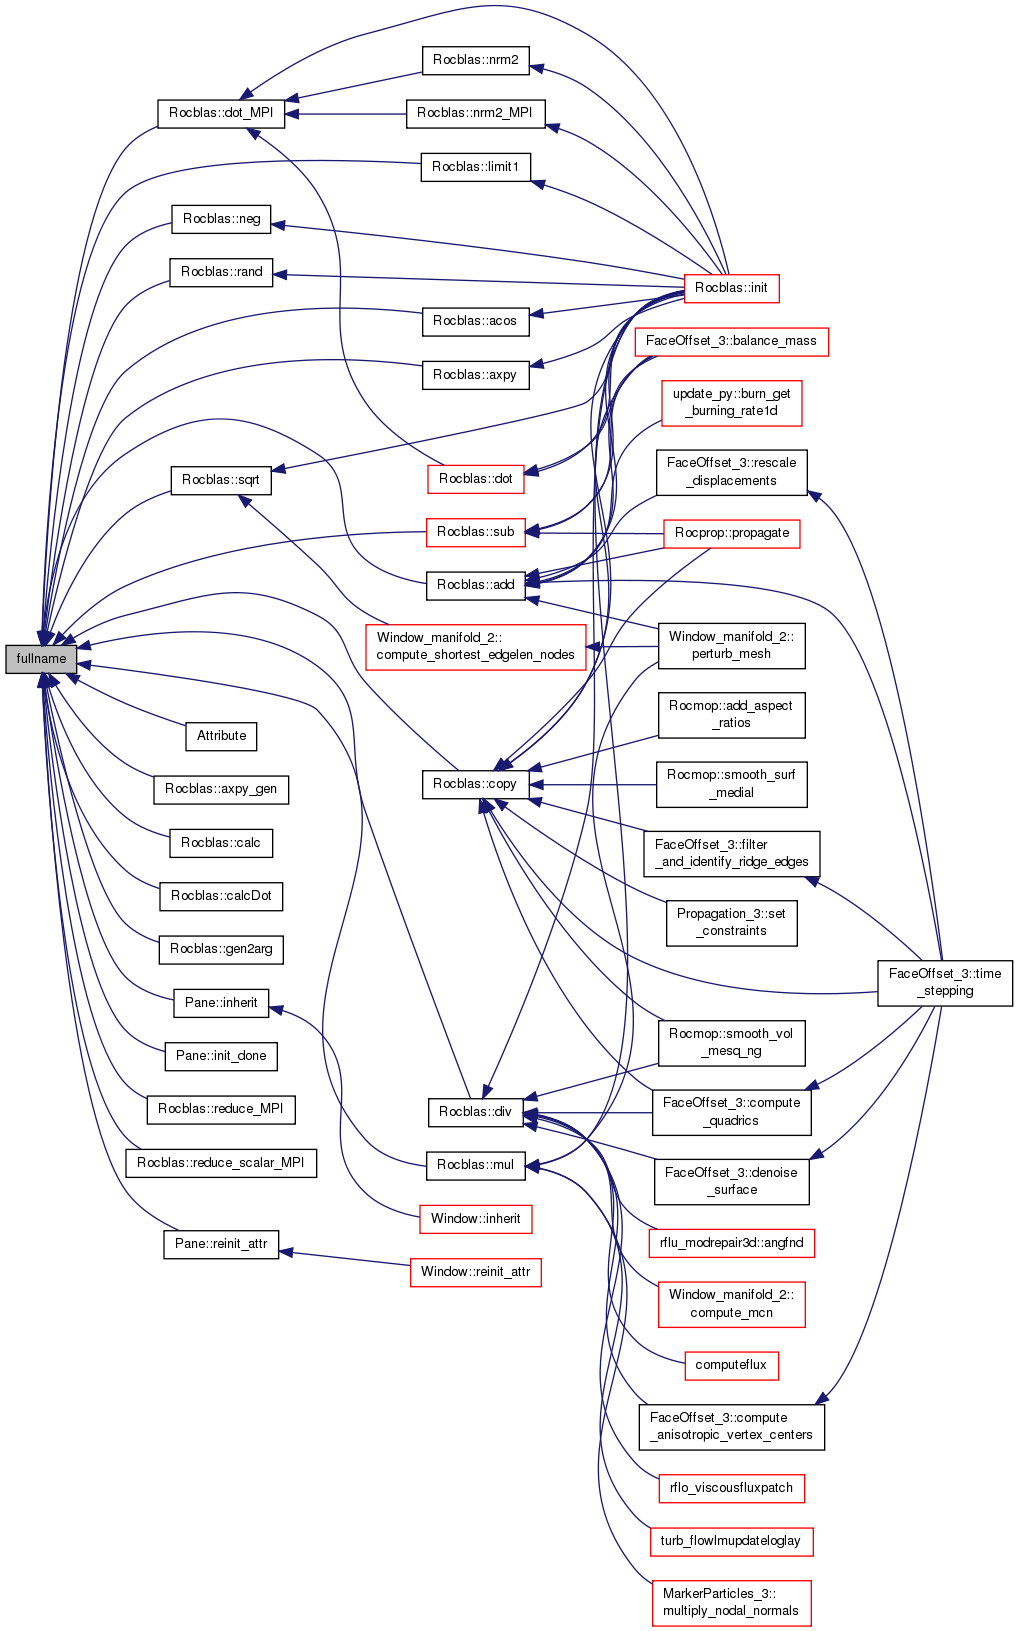 Rocblas::nrm2
Rocblas::dot_MPI
Rocblas::nrm2_MPI
Rocblas::limit1
Rocblas::neg
Rocblas::rand
Rocblas::init
Rocblas::acos
FaceOffset_3::balance_mass
Rocblas::axpy
update_py::burn_get
_burning_rate1d
Rocblas::sqrt
Rocblas::dot
FaceOffset_3::rescale
_displacements
Rocblas::sub
Rocprop::propagate
Rocblas::add
fullname
Window_manifold_2::
compute_shortest_edgelen_nodes
Window_manifold_2::
perturb_mesh
Attribute
Rocmop::add_aspect
_ratios
Rocblas::axpy_gen
Rocblas::copy
Rocmop::smooth_surf
_medial
Rocblas::calc
FaceOffset_3::filter
_and_identify_ridge_edges
Rocblas::calcDot
Propagation_3::set
_constraints
Rocblas::gen2arg
Pane::inherit
FaceOffset_3::time
_stepping
Pane::init_done
Rocmop::smooth_vol
_mesq_ng
Rocblas::reduce_MPI
Rocblas::div
FaceOffset_3::compute
_quadrics
Rocblas::reduce_scalar_MPI
Rocblas::mul
FaceOffset_3::denoise
_surface
Window::inherit
Pane::reinit_attr
rflu_modrepair3d::angfnd
Window::reinit_attr
Window_manifold_2::
compute_mcn
computeflux
FaceOffset_3::compute
_anisotropic_vertex_centers
rflo_viscousfluxpatch
turb_flowlmupdateloglay
MarkerParticles_3::
multiply_nodal_normals